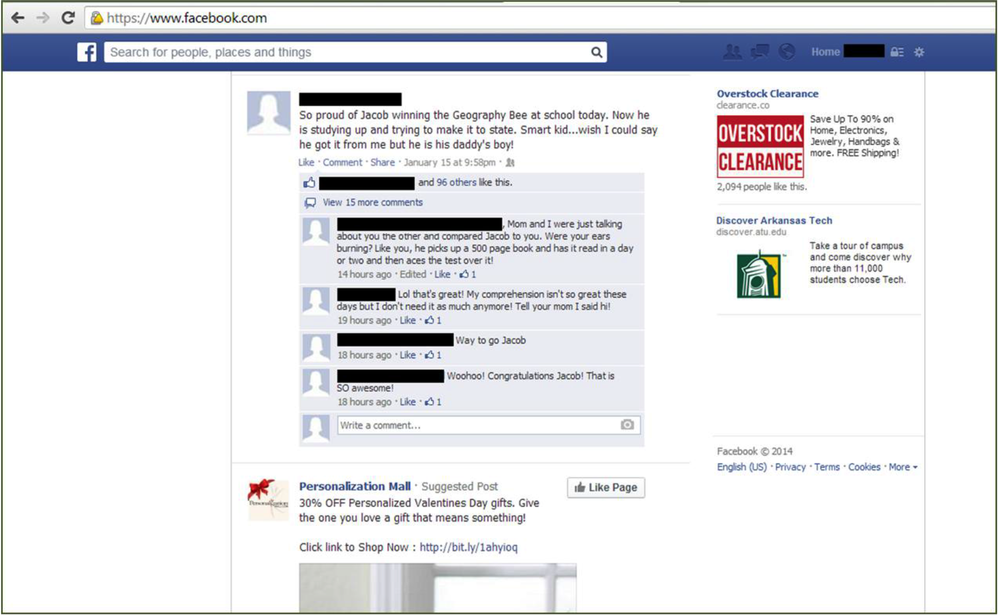 https://www.facebook.com
Search for people, places and things
Home
So proud of Jacob winning the Geography Bee at school today. Now he
is studying up and trying to make it to state. Smart kid...wish I could say
he got it from me but he is his daddy's boy!
Like · Comment · Share · January 15 at 9:58pm ·
and 96 others like this.
View 15 more comments
, Mom and I were just talking
about you the other and compared Jacob to you. Were your ears
burning? Like you, he picks up a 500 page book and has it read in a day
or two and then aces the test over it!
14 hours ago · Edited · Like · 1
Lol that's great! My comprehension isn't so great these
days but I don't need it as much anymore! Tell your mom I said hi!
19 hours ago · Like · 1
Way to go Jacob
18 hours ago · Like · 1
Woohoo! Congratulations Jacob! That is
SO awesome!
18 hours ago · Like · 1
Write a comment...
Personalization Mall · Suggested Post
Like Page
30% OFF Personalized Valentines Day gifts. Give
the one you love a gift that means something!
Click link to Shop Now : http://bit.ly/1ahyioq
Overstock Clearance
clearance.co
OVERSTOCK
CLEARANCE
Save Up To 90% on
Home, Electronics,
Jewelry, Handbags &
more. FREE Shipping!
2,094 people like this.
Discover Arkansas Tech
discover.atu.edu
Take a tour of campus
and come discover why
more than 11,000
students choose Tech.
Facebook © 2014
English (US) · Privacy · Terms · Cookies · More